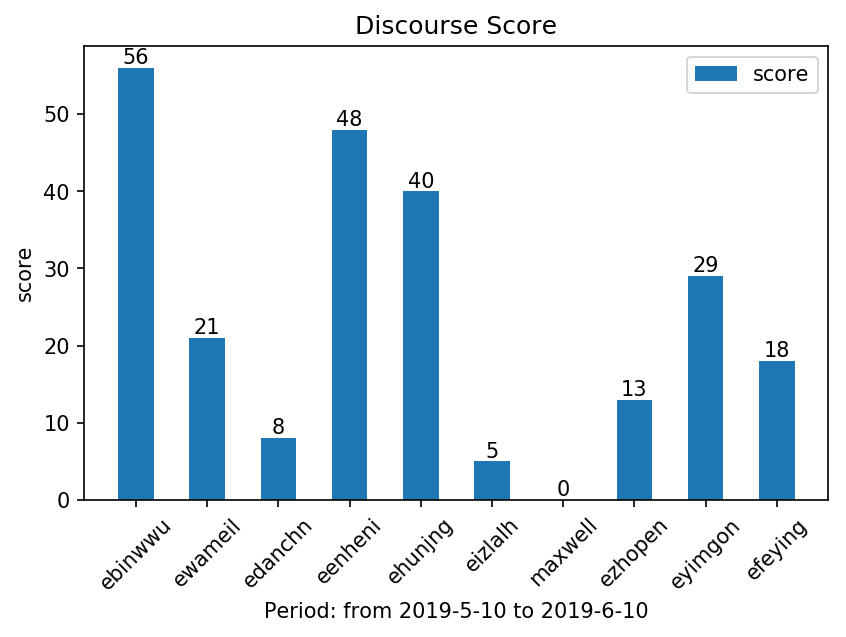 Discourse Score
score
56
21
8
48
40
5
0
13
29
18
50
40
30
20
10
0
score
ebinwwu
ewameil
edanchn
eenheni
ehunjng
eizlalh
maxwell
ezhopen
eyimgon
efeying
Period: from 2019-5-10 to 2019-6-10